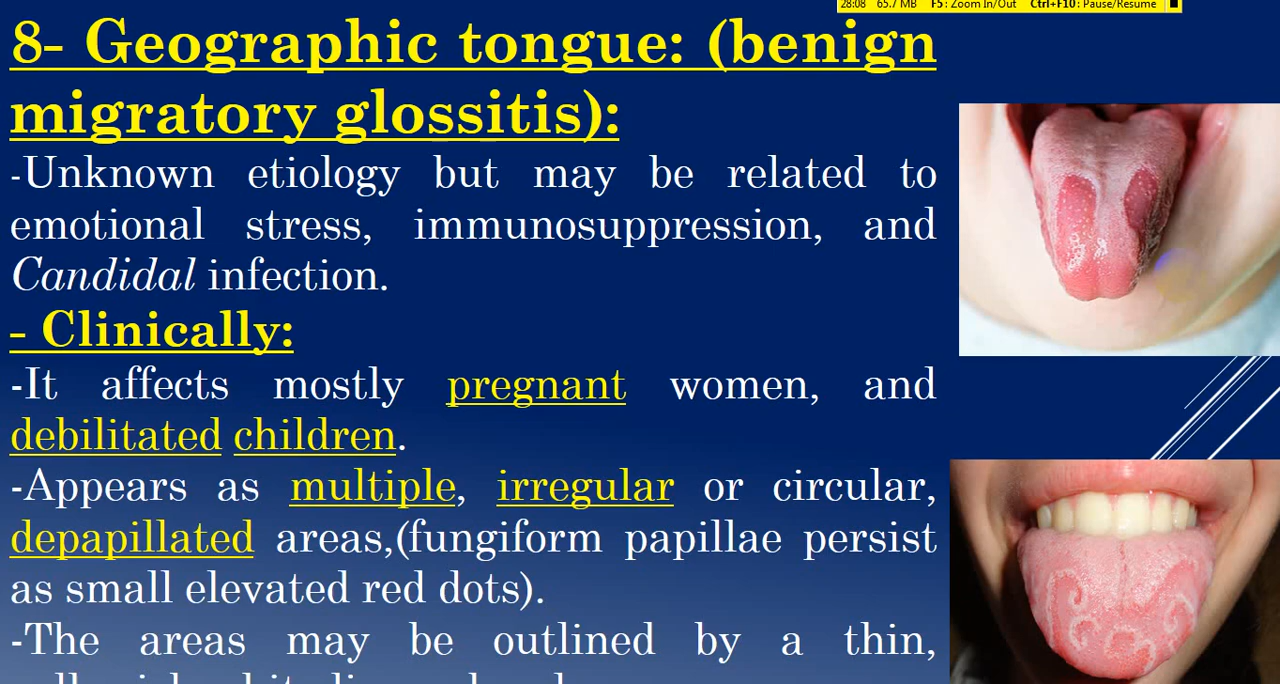 28:08 65.7 MB F5: Zoom In/Out Ctrl+F10: Pause/Resume
8- Geographic tongue: (benign
migratory glossitis):
-Unknown etiology but may be related to
emotional stress, immunosuppression, and
Candidal infection.
- Clinically:
-It affects mostly pregnant women, and
debilitated children.
-Appears as multiple, irregular or circular,
depapillated areas,(fungiform papillae persist
as small elevated red dots).
-The areas may be outlined by a thin,